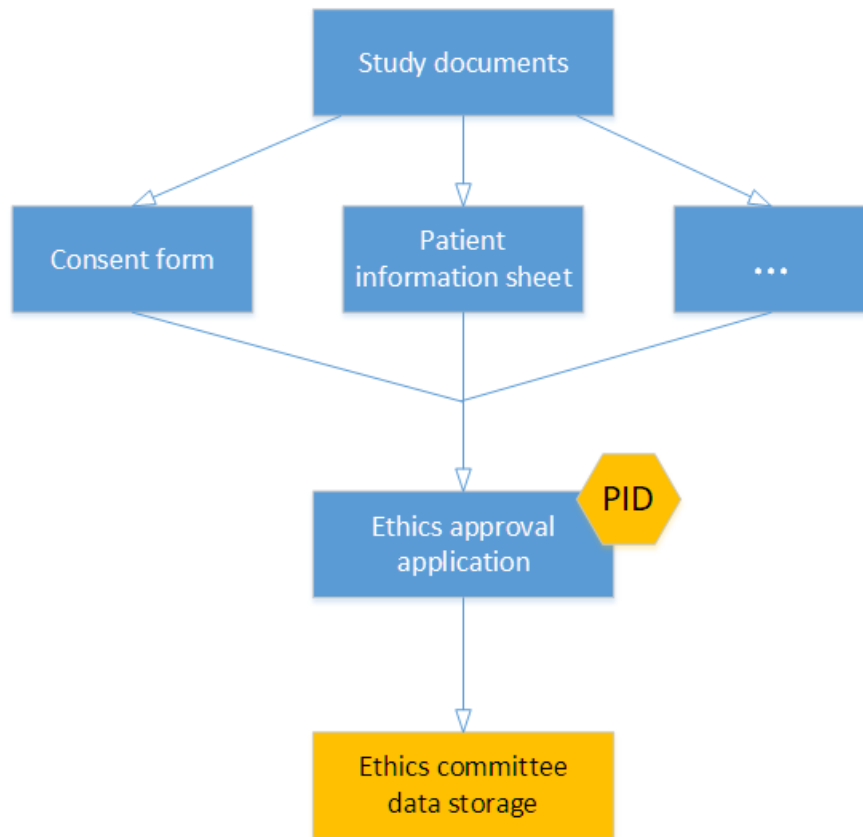 Study documents
Consent form
Patient
information sheet
...
PID
Ethics approval
application
Ethics committee
data storage